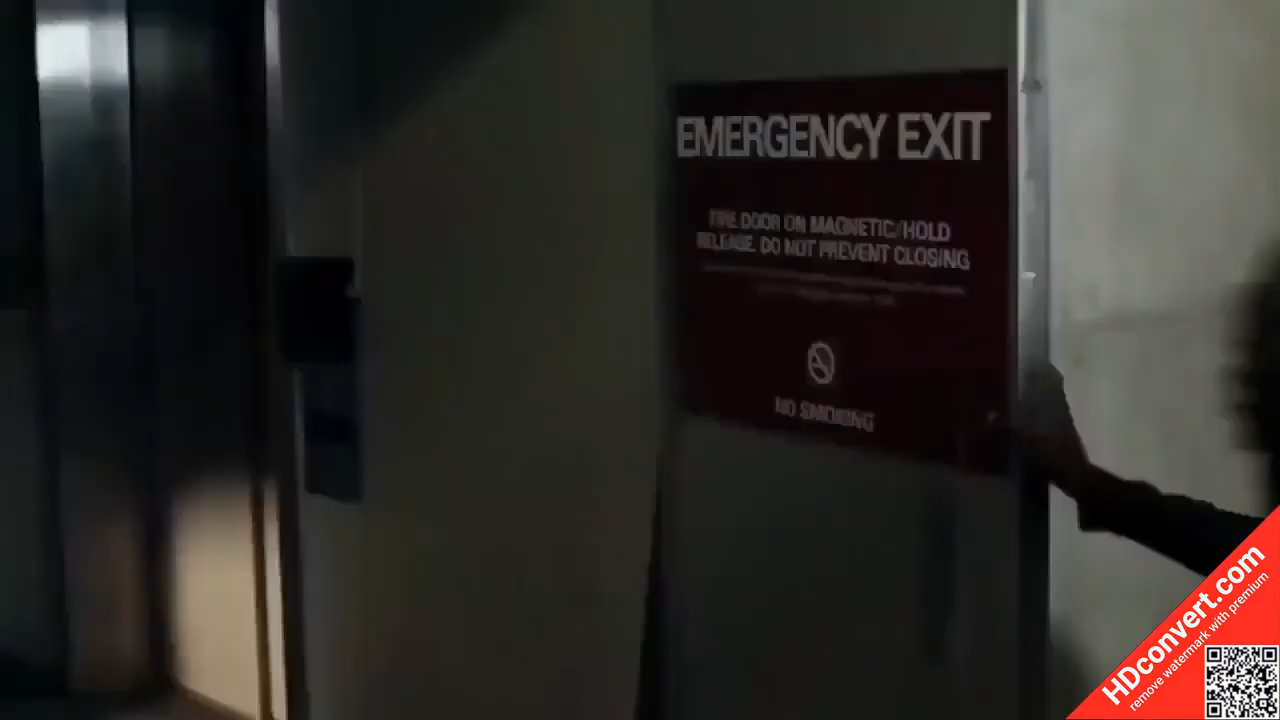 EMERGENCY EXIT
FIRE DOOR ON MAGNETIC/HOLD
RELEASE. DO NOT PREVENT CLOSING
NO SMOKING
HDconvert.com
remove watermark with premium